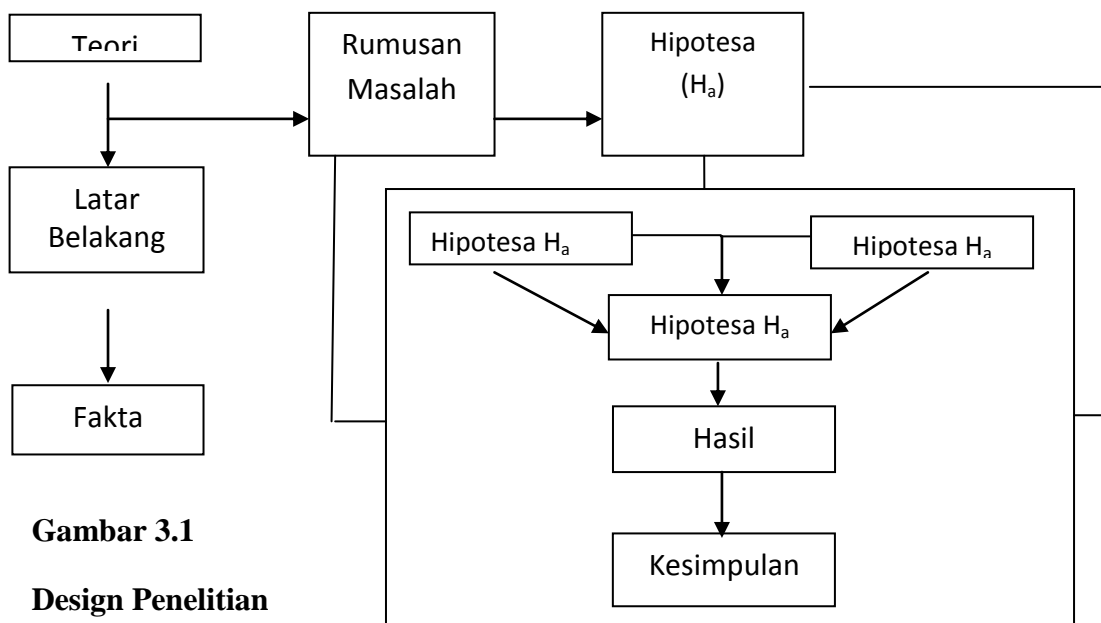 Teori
Rumusan
Masalah
Hipotesa
(Hₐ)
Latar
Belakang
Fakta
Hipotesa Hₐ
Hipotesa Hₐ
Hipotesa Hₐ
Hasil
Kesimpulan
Gambar 3.1
Design Penelitian